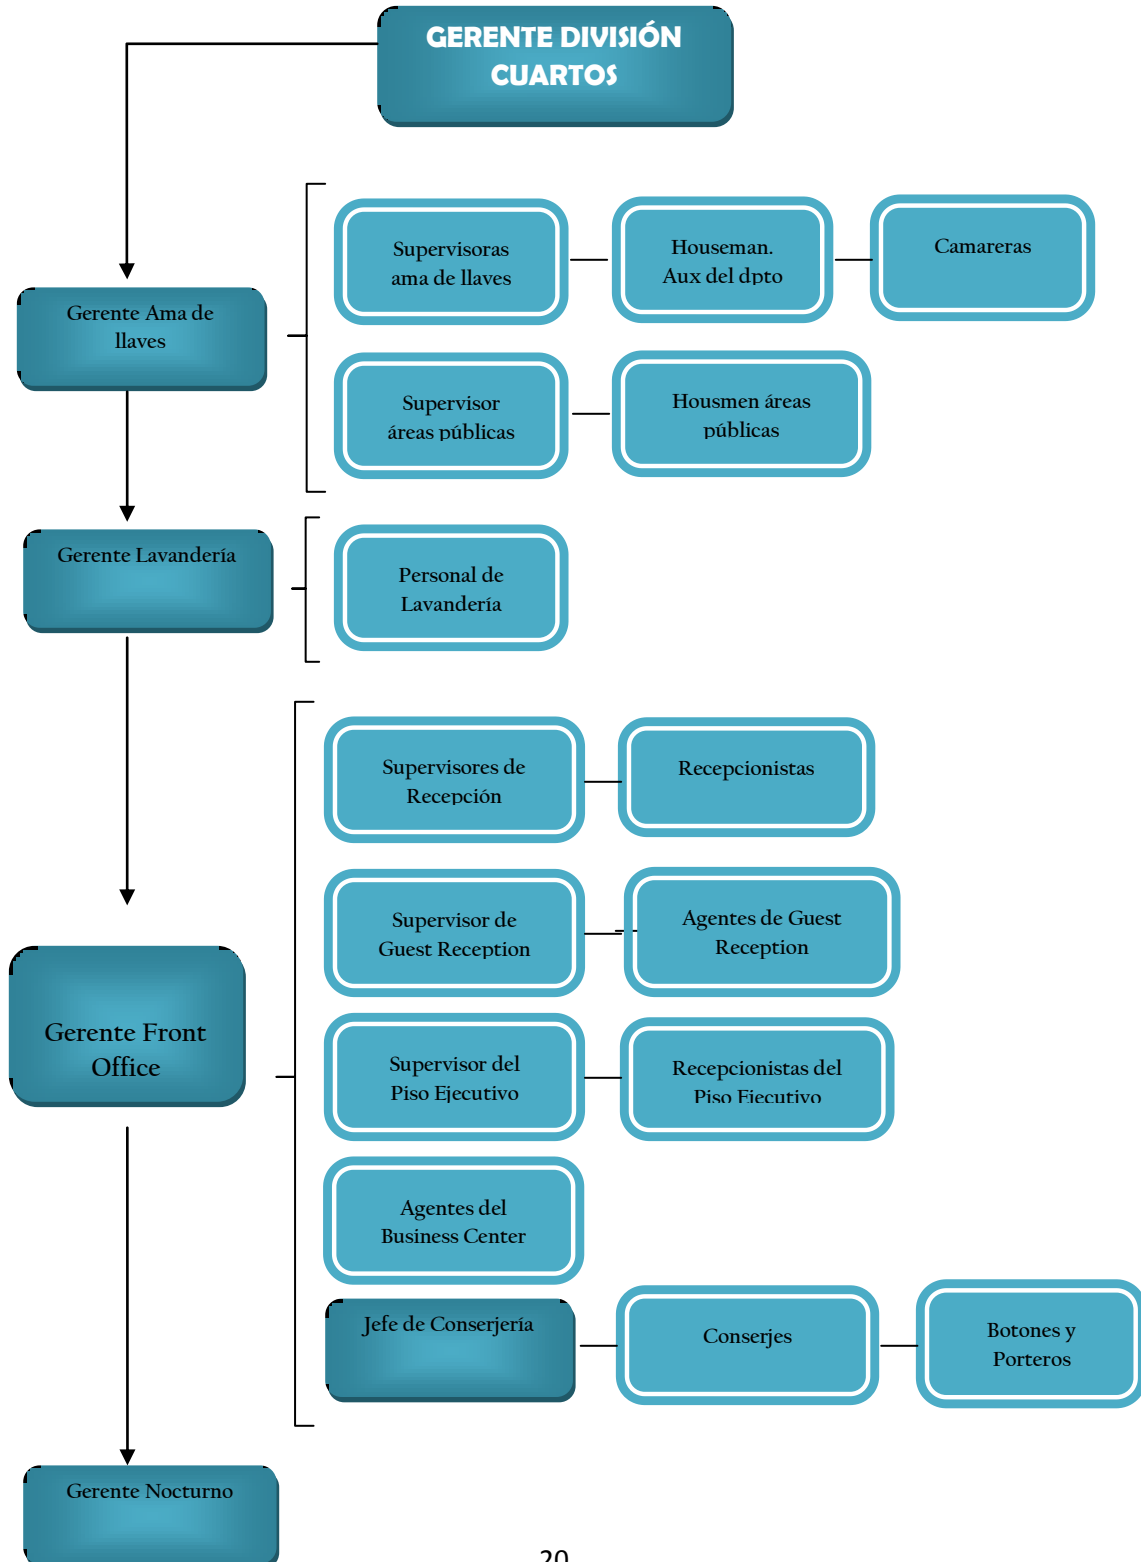 GERENTE DIVISIÓN
CUARTOS
Gerente Ama de
llaves
Supervisoras
ama de llaves
Houseman.
Aux del dpto
Camareras
Supervisor
áreas públicas
Housmen áreas
públicas
Gerente Lavandería
Personal de
Lavandería
Gerente Front
Office
Supervisores de
Recepción
Recepcionistas
Supervisor de
Guest Reception
Agentes de Guest
Reception
Supervisor del
Piso Ejecutivo
Recepcionistas del
Piso Ejecutivo
Agentes del
Business Center
Jefe de Conserjería
Conserjes
Botones y
Porteros
Gerente Nocturno
20